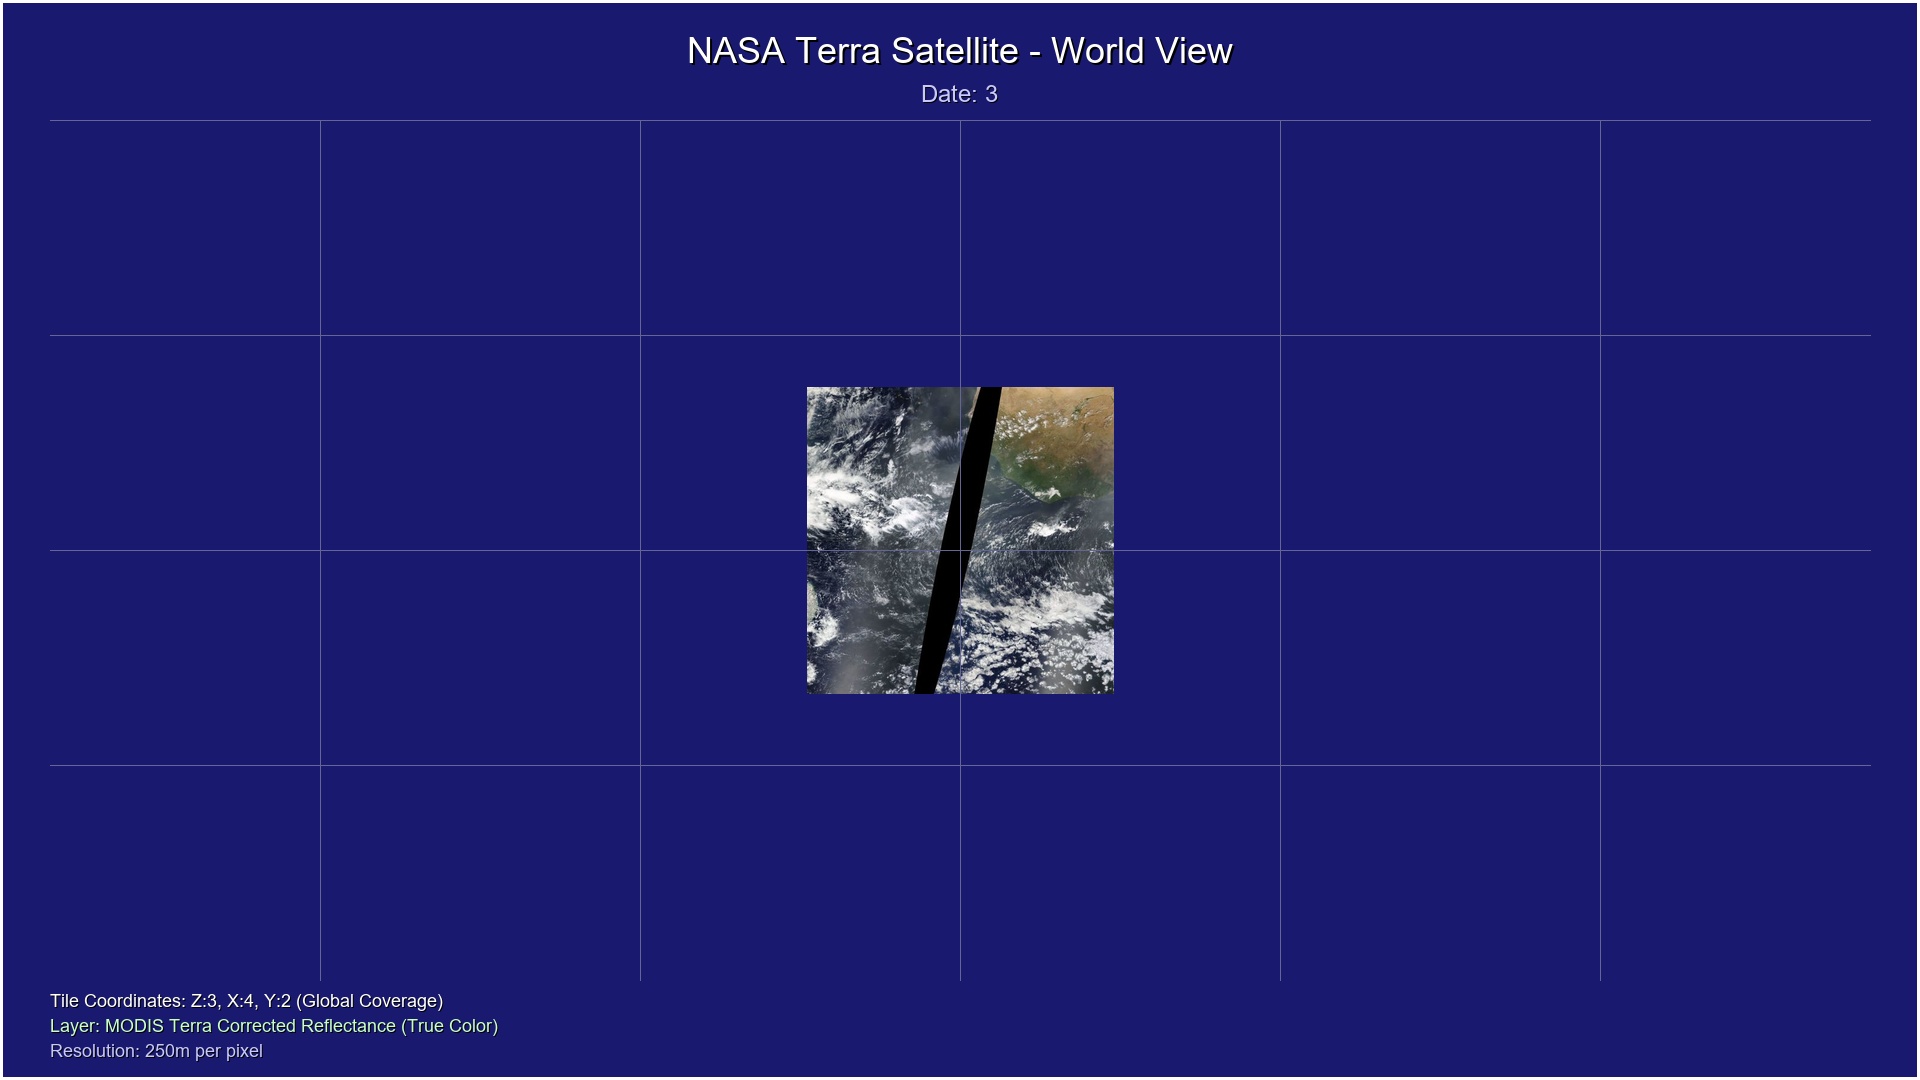 NASA Terra Satellite - World View
Date: 3
Tile Coordinates: Z:3, X:4, Y:2 (Global Coverage)
Layer: MODIS Terra Corrected Reflectance (True Color)
Resolution: 250m per pixel